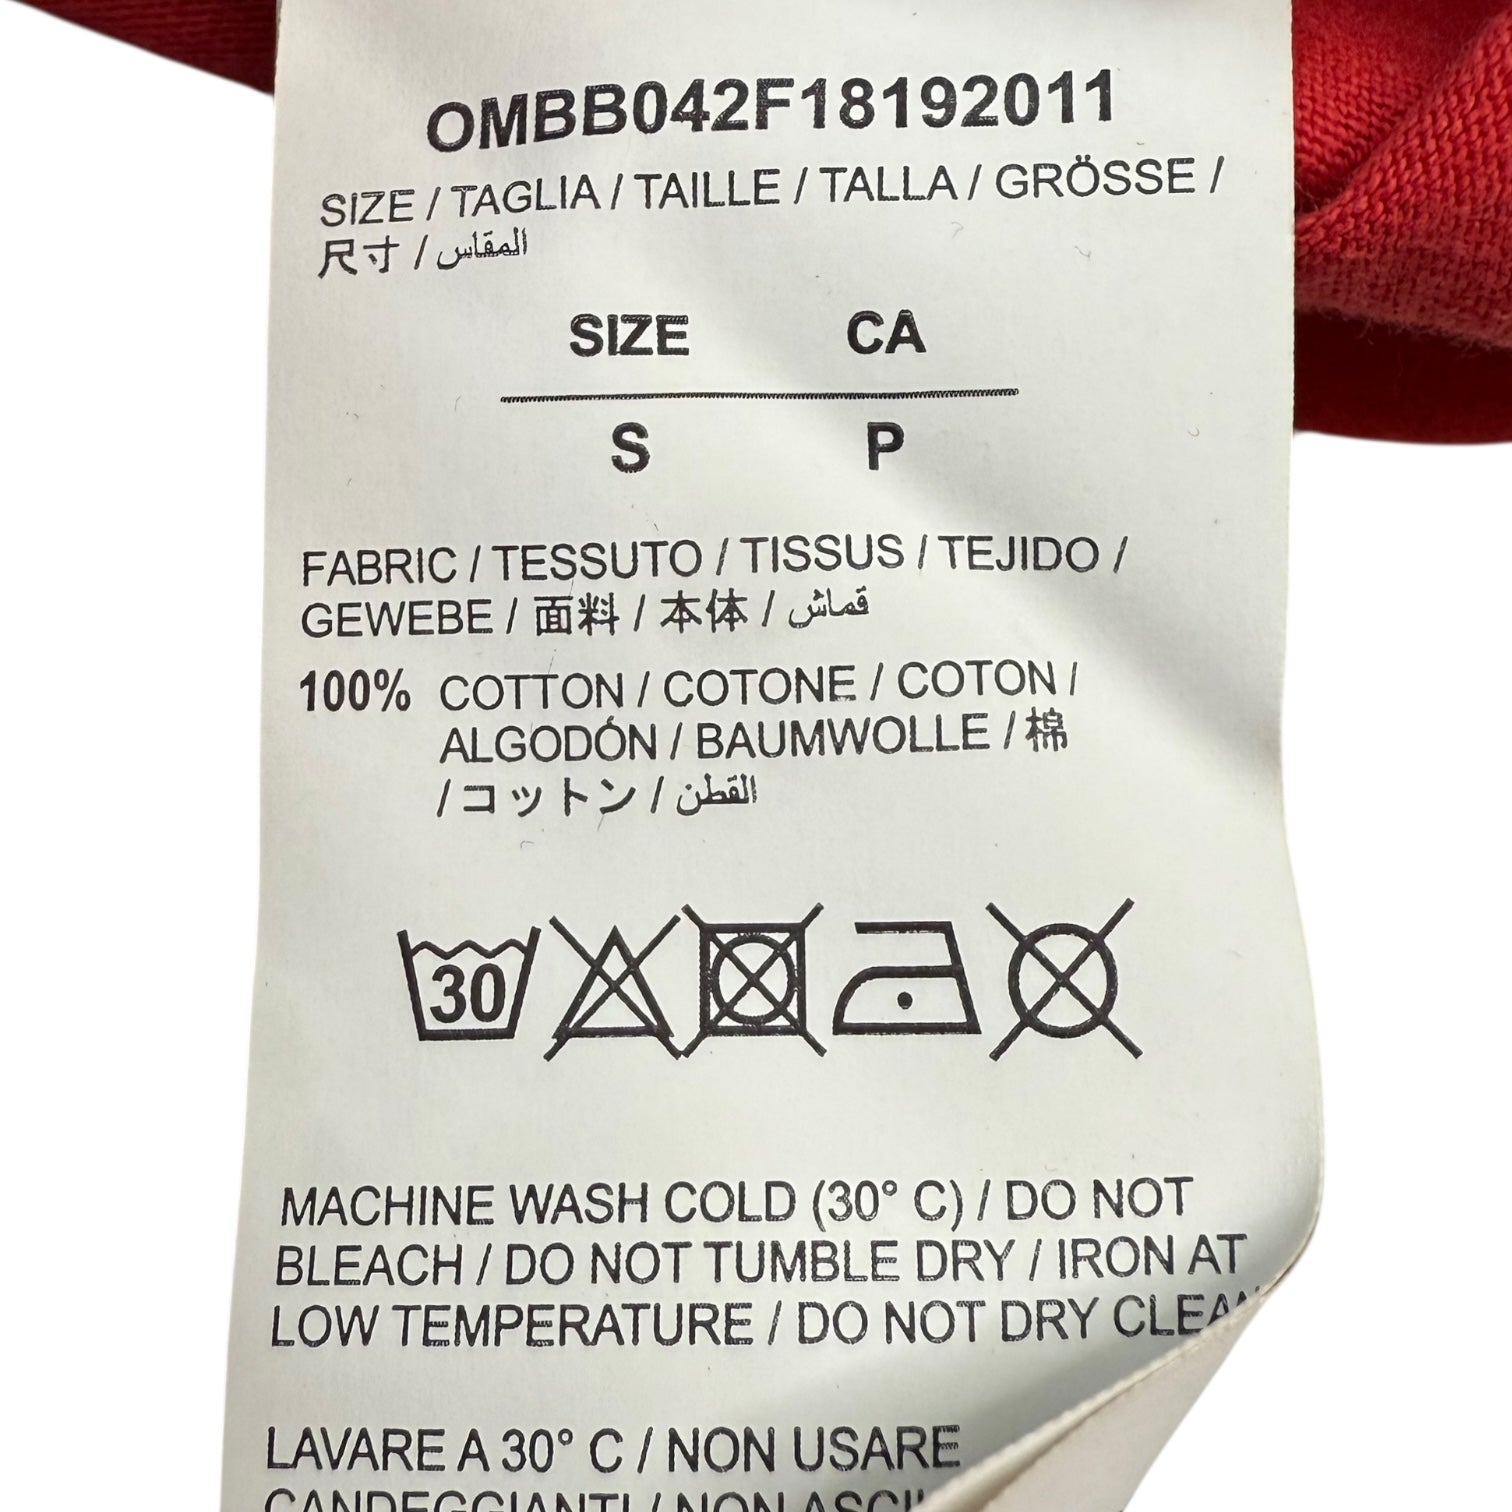 OMBB042F18192011
SIZE / TAGLIA / TAILLE / TALLA / GRÖSSE /
尺寸 / المقاس
SIZE CA
S P
FABRIC / TESSUTO / TISSUS / TEJIDO /
GEWEBE / 面料 / 本体 / قماش
100% COTTON / COTONE / COTON /
ALGODÓN / BAUMWOLLE / 棉
/ コットン / القطن
30
MACHINE WASH COLD (30° C) / DO NOT
BLEACH / DO NOT TUMBLE DRY / IRON AT
LOW TEMPERATURE / DO NOT DRY CLEAN
LAVARE A 30° C / NON USARE
CANDEGGIANTI / NON